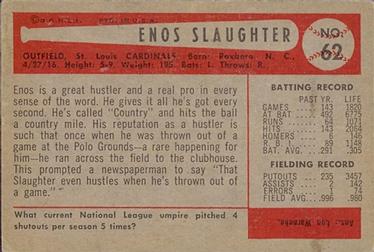 PTD. IN U.S.A.
ENOS SLAUGHTER
NO. 62
OUTFIELD, St. Louis CARDINALS. Born: Roxboro, N. C.,
4/27/16. Height: 5-9. Weight: 195. Bats: L. Throws: R.
Enos is a great hustler and a real pro in every
sense of the word. He gives it all he's got every
second. He's called "Country" and hits the ball
a country mile. His reputation as a hustler is
such that once when he was thrown out of a
game at the Polo Grounds—a rare happening for
him—he ran across the field to the clubhouse.
This prompted a newspaperman to say "That
Slaughter even hustles when he's thrown out of
a game."
What current National League umpire pitched 4
shutouts per season 5 times?
BATTING RECORD
PAST YR. LIFE
GAMES 143 1820
AT BAT 492 6775
RUNS 64 1071
HITS 143 2064
HOMERS 6 146
R. B. I. 89 1148
BAT. AVG. .291 .305
FIELDING RECORD
PUTOUTS 235 3457
ASSISTS 2 142
ERRORS 1
FIELD AVG. .996 .980
Ans.: Lon Warneke.